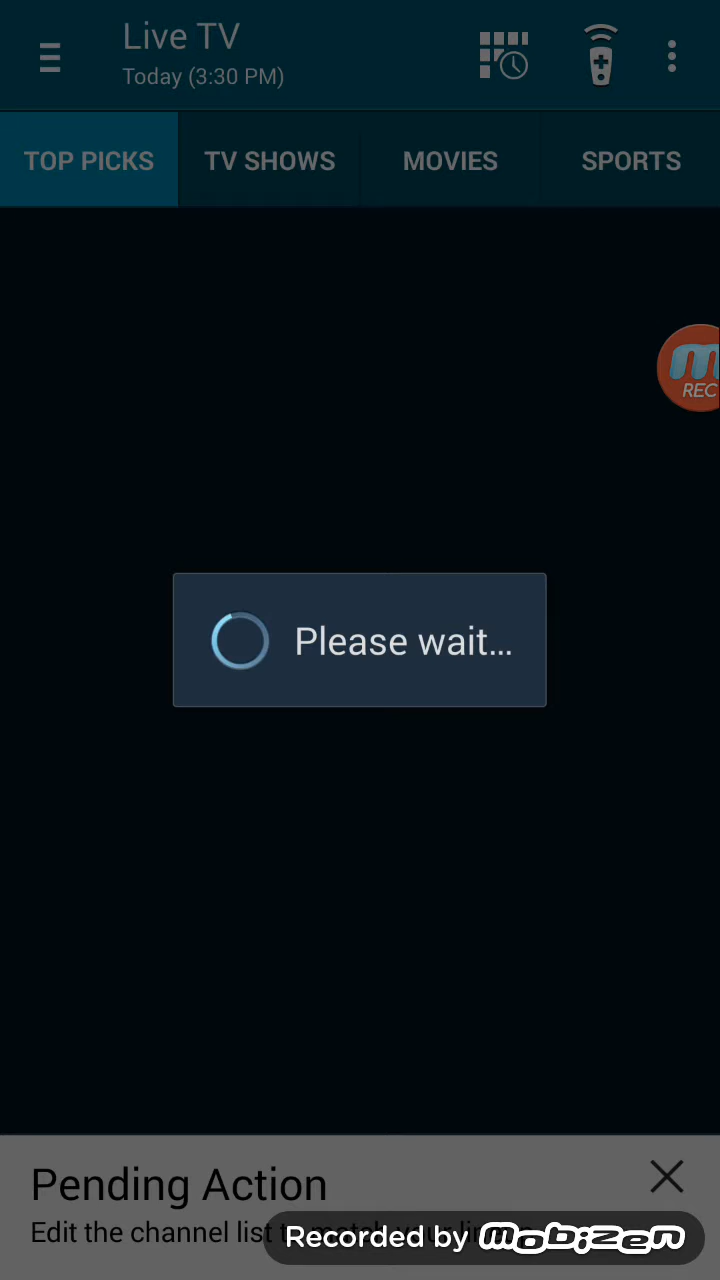 Live TV
Today (3:30 PM)
TOP PICKS
TV SHOWS
MOVIES
SPORTS
REC
Please wait...
Pending Action
Edit the channel list
Recorded by mobizen